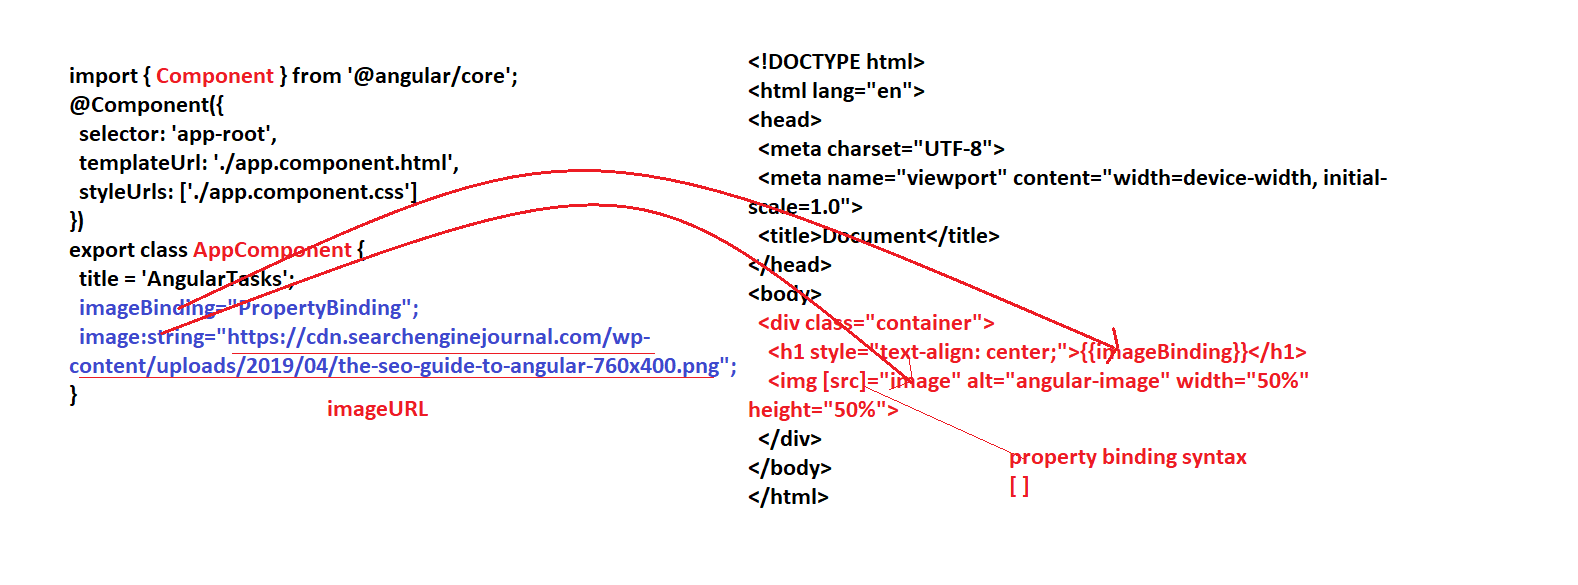 import { Component } from '@angular/core';
@Component({
selector: 'app-root',
templateUrl: './app.component.html',
styleUrls: ['./app.component.css']
})
export class AppComponent {
title = 'AngularTasks';
imageBinding="PropertyBinding";
image:string="https://cdn.searchenginejournal.com/wp-
content/uploads/2019/04/the-seo-guide-to-angular-760x400.png";
}
imageURL
<!DOCTYPE html>
<html lang="en">
<head>
<meta charset="UTF-8">
<meta name="viewport" content="width=device-width, initial-
scale=1.0">
<title>Document</title>
</head>
<body>
<div class="container">
<h1 style="text-align: center;">{{imageBinding}}</h1>
<img [src]="image" alt="angular-image" width="50%"
height="50%">
</div>
</body>
</html>
property binding syntax
[ ]